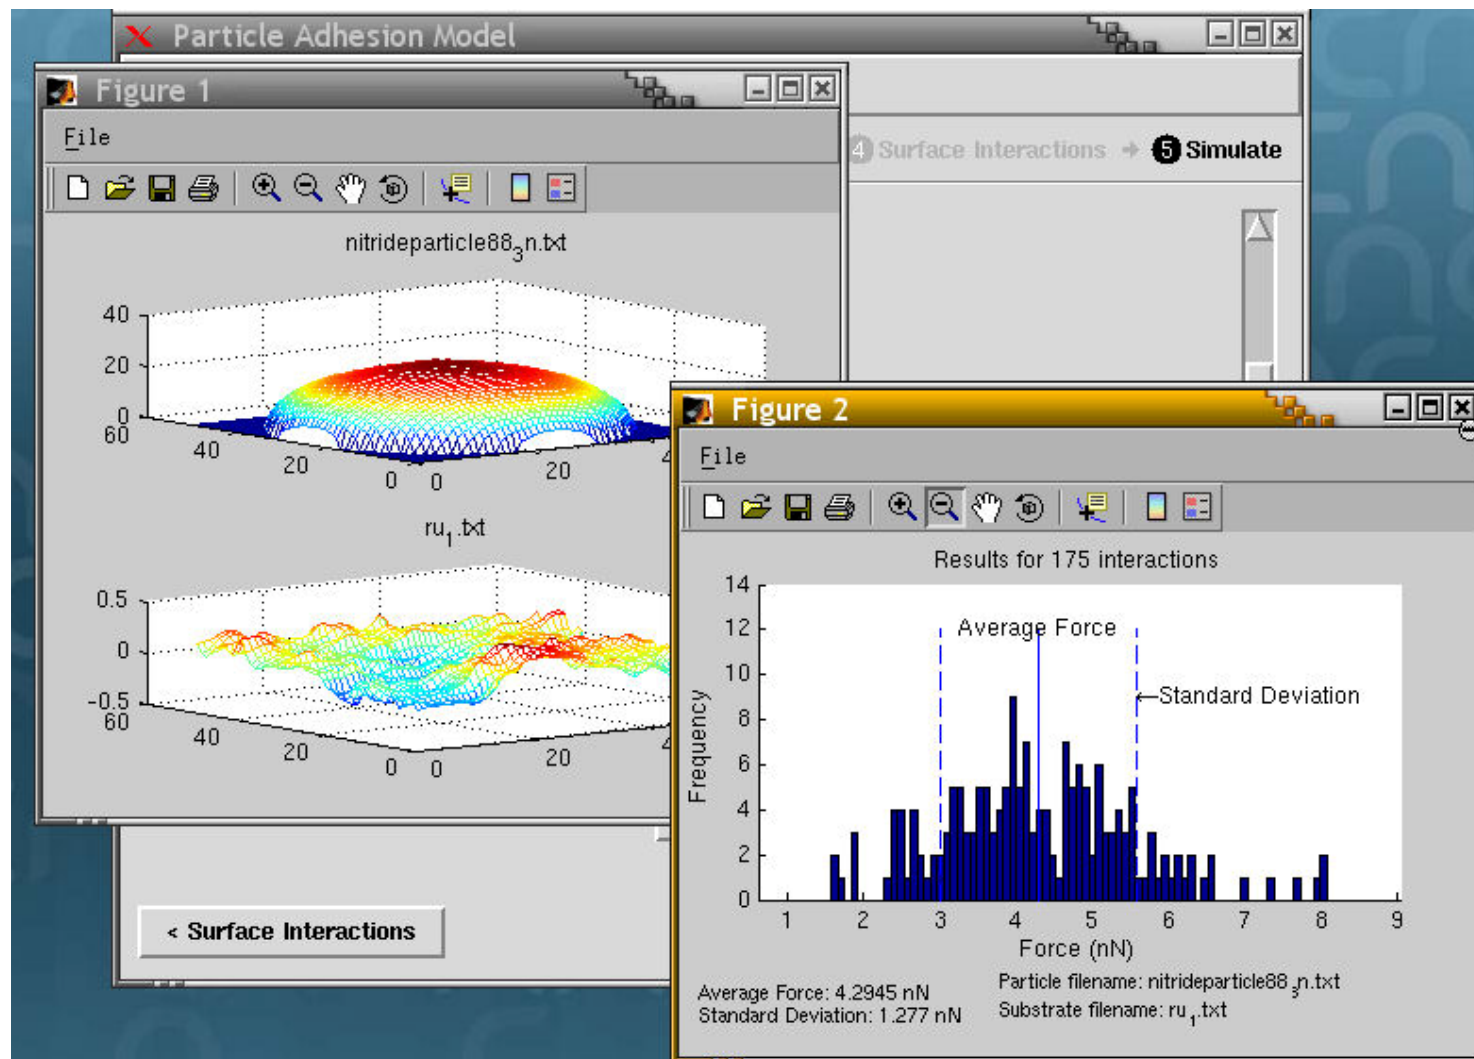 Particle Adhesion Model
Figure 1
File
4 Surface Interactions → 5 Simulate
nitrideparticle88₃n.txt
40
20
0
60
40
20
0
0
20
4
ru₁.txt
0.5
0
-0.5
60
40
20
0
0
20
4
< Surface Interactions
Figure 2
File
Results for 175 interactions
14
12
10
8
6
4
2
0
Frequency
Average Force
←Standard Deviation
1 2 3 4 5 6 7 8 9
Force (nN)
Average Force: 4.2945 nN
Standard Deviation: 1.277 nN
Particle filename: nitrideparticle88₃n.txt
Substrate filename: ru₁.txt